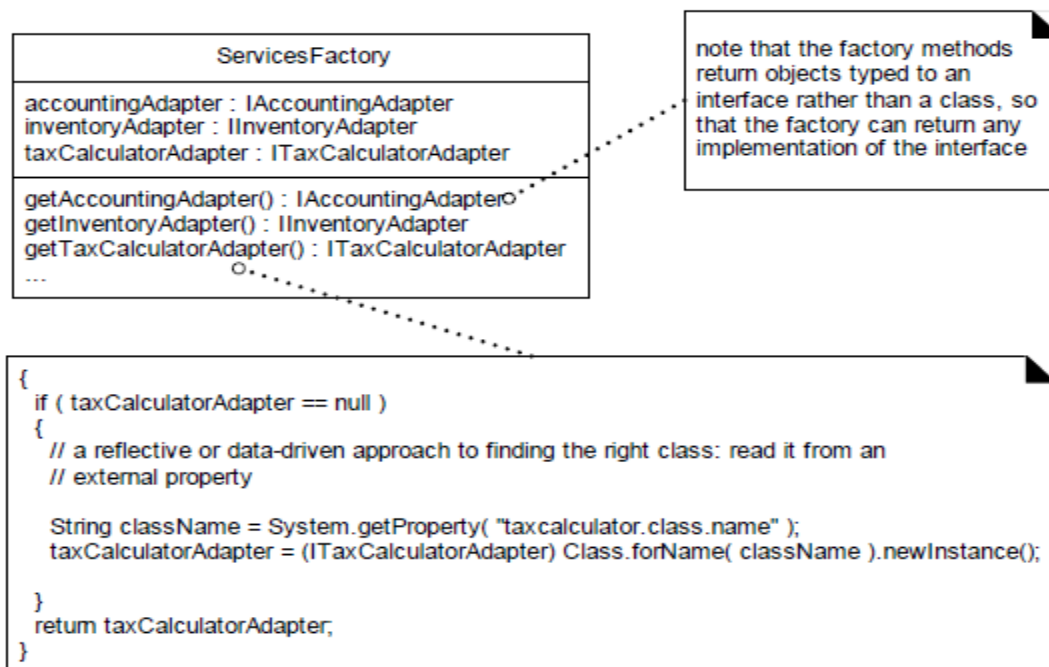 ServicesFactory
accountingAdapter : IAccountingAdapter
inventoryAdapter : IInventoryAdapter
taxCalculatorAdapter : ITaxCalculatorAdapter
getAccountingAdapter() : IAccountingAdapter
getInventoryAdapter() : IInventoryAdapter
getTaxCalculatorAdapter() : ITaxCalculatorAdapter
...
note that the factory methods
return objects typed to an
interface rather than a class, so
that the factory can return any
implementation of the interface
{
if ( taxCalculatorAdapter == null )
{
// a reflective or data-driven approach to finding the right class: read it from an
// external property
String className = System.getProperty( "taxcalculator.class.name" );
taxCalculatorAdapter = (ITaxCalculatorAdapter) Class.forName( className ).newInstance();
}
return taxCalculatorAdapter;
}